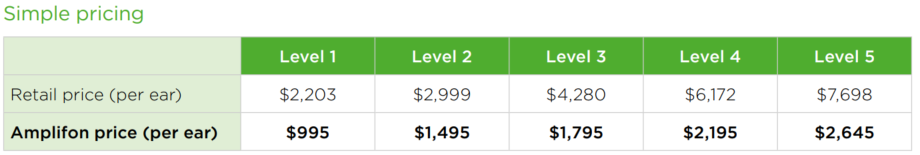 Simple pricing
Level 1 Level 2 Level 3 Level 4 Level 5
Retail price (per ear) $2,203 $2,999 $4,280 $6,172 $7,698
Amplifon price (per ear) $995 $1,495 $1,795 $2,195 $2,645